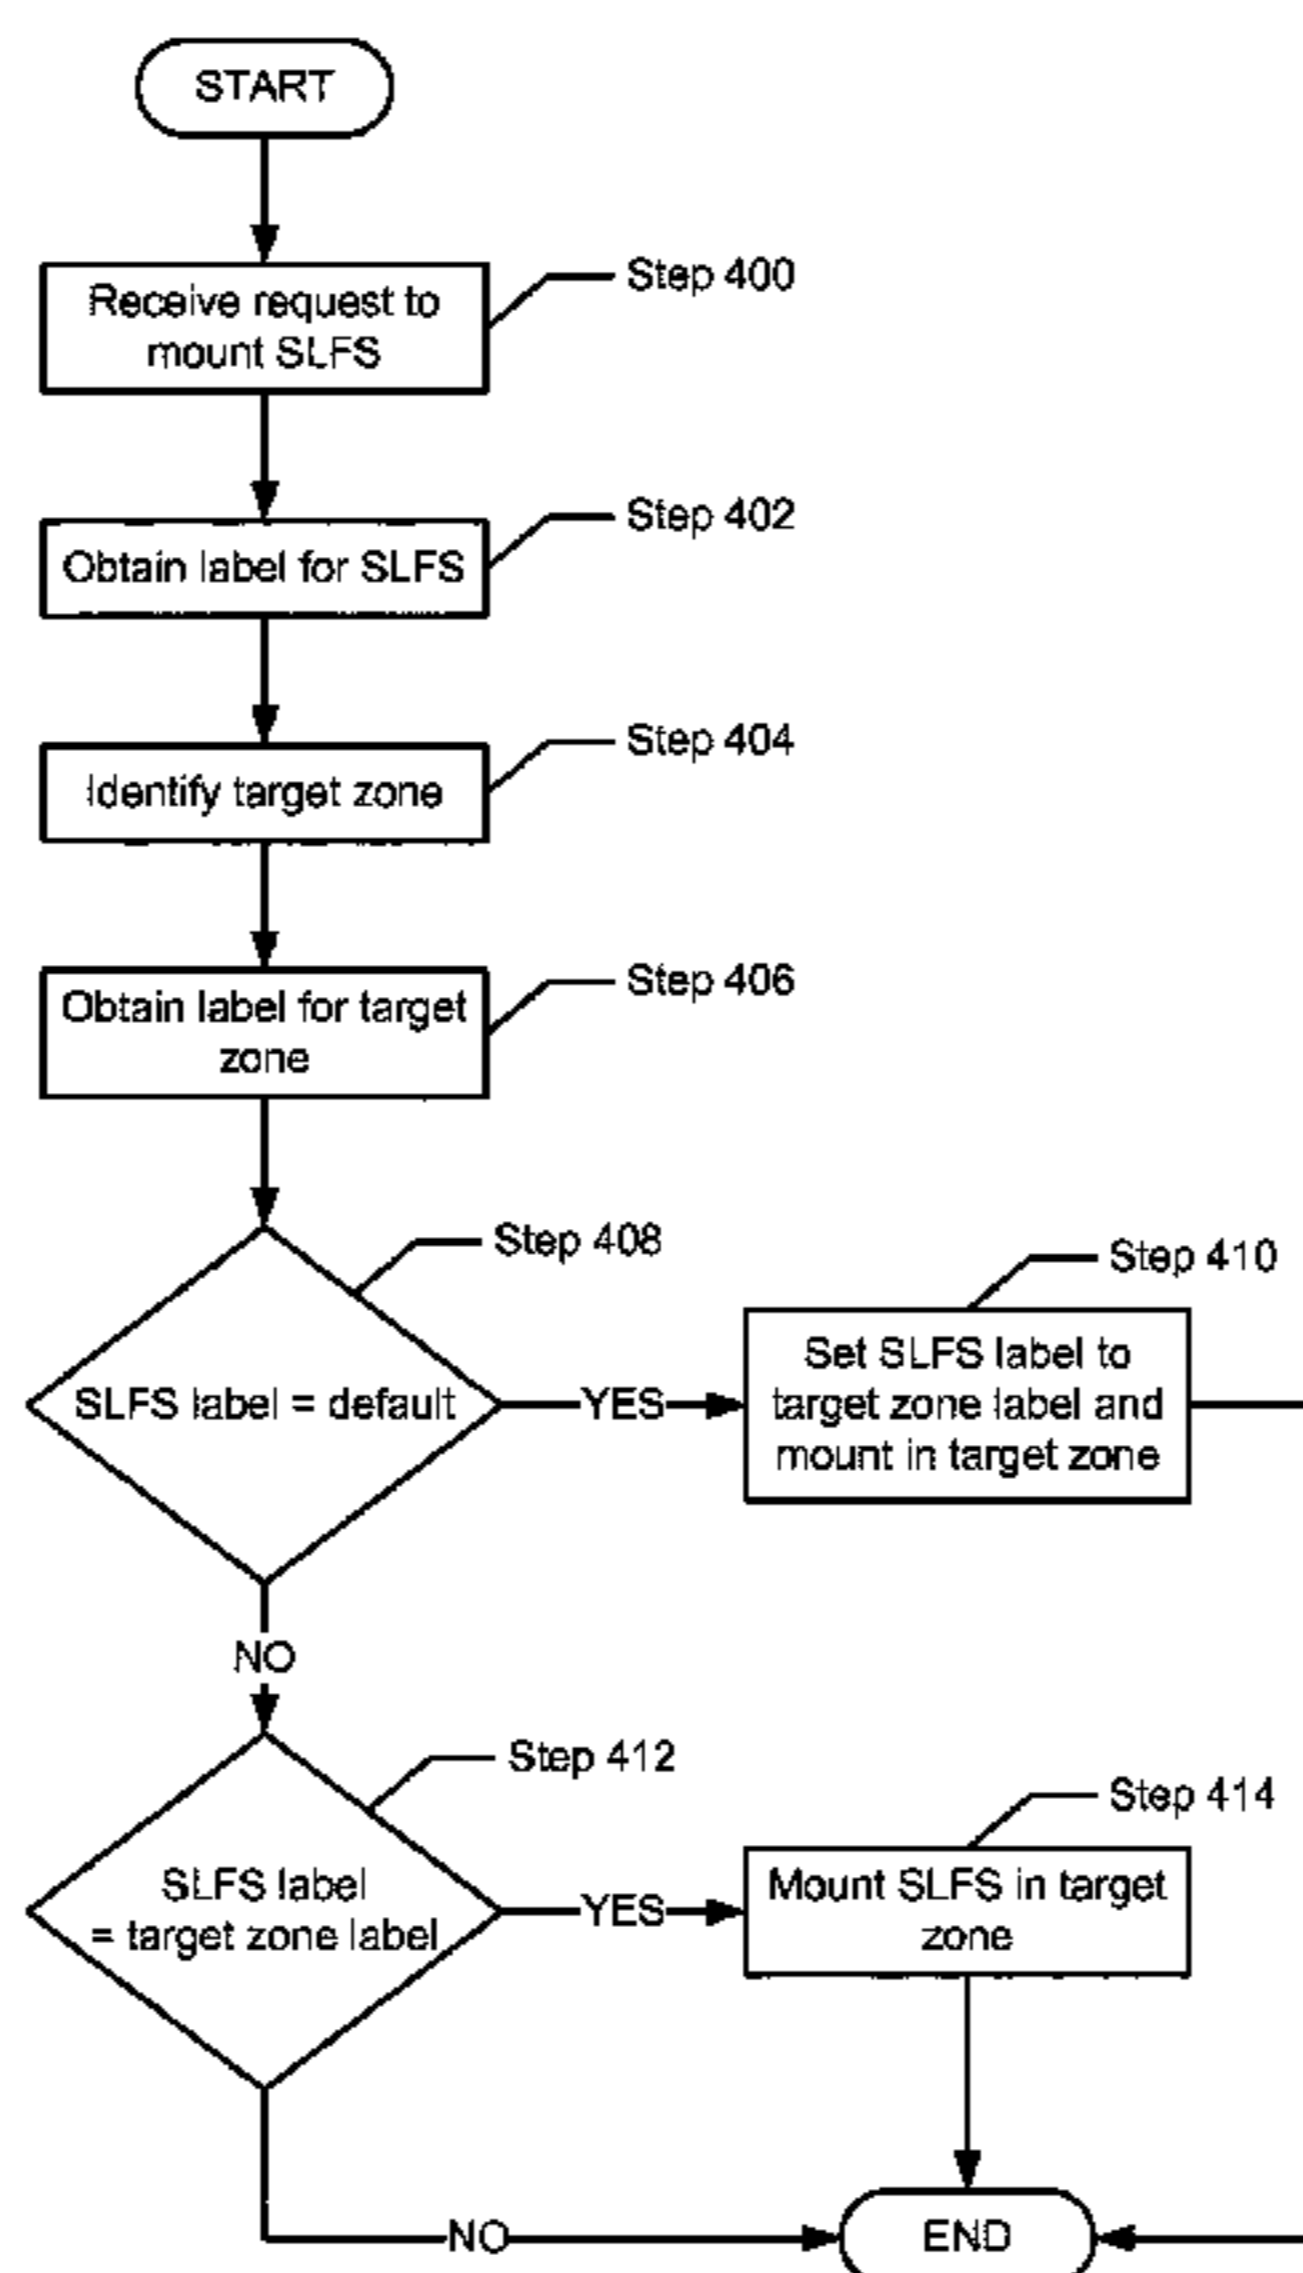 START
Receive request to
mount SLFS
Step 400
Obtain label for SLFS
Step 402
Identify target zone
Step 404
Obtain label for target
zone
Step 406
SLFS label = default
Step 408
YES
Set SLFS label to
target zone label and
mount in target zone
Step 410
NO
SLFS label
= target zone label
Step 412
YES
Mount SLFS in target
zone
Step 414
NO
END